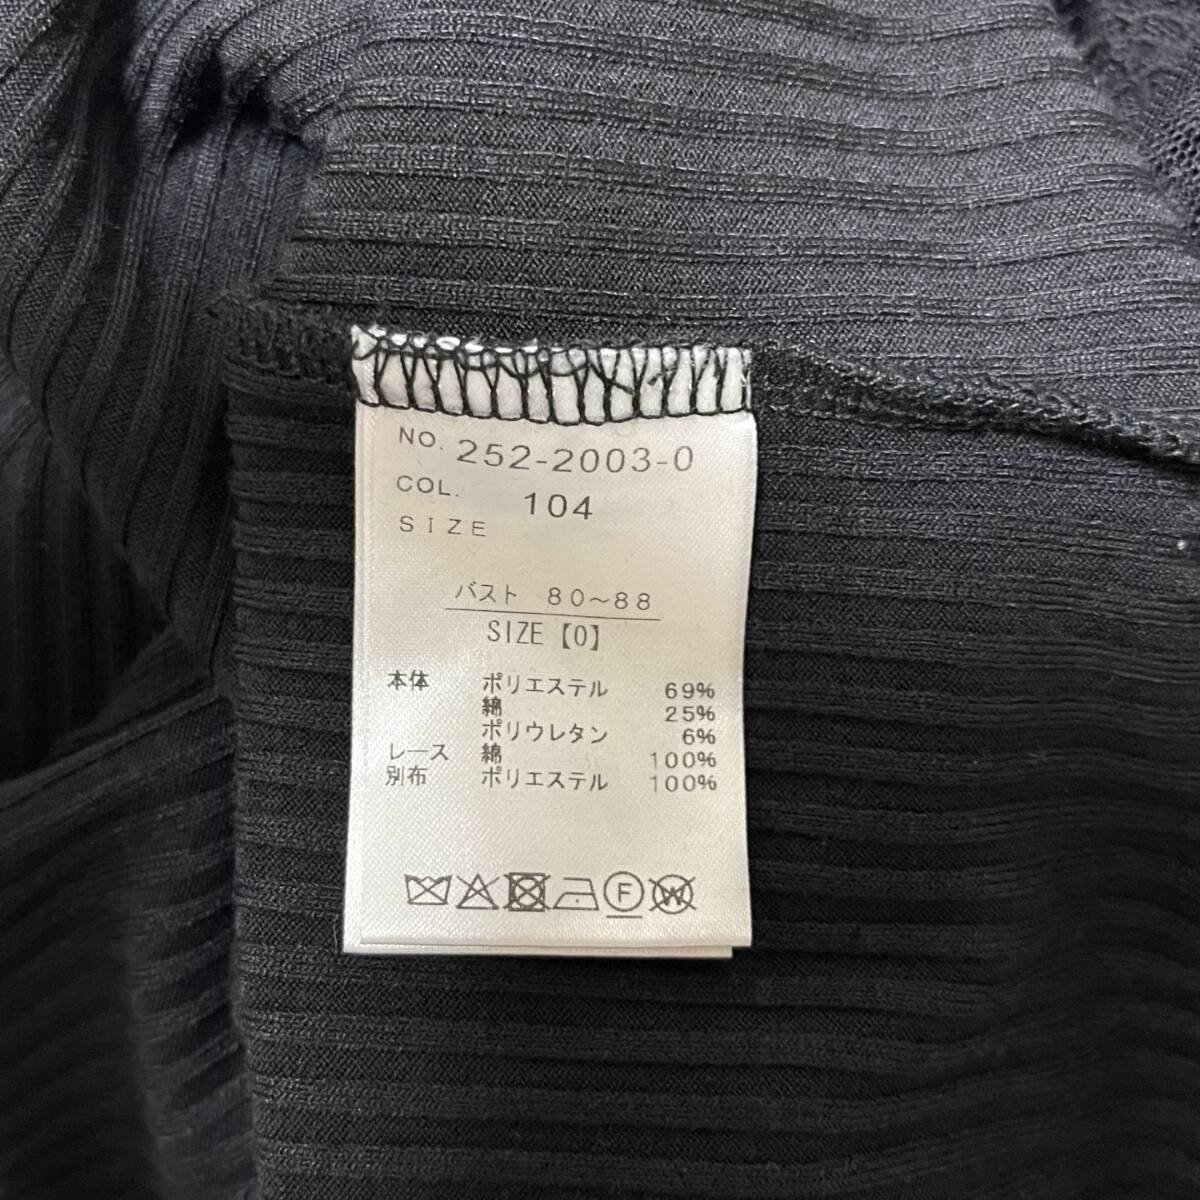 NO. 252-2003-0
COL. 104
SIZE
バスト 80～88
SIZE【0】
本体 ポリエステル 69%
綿 25%
ポリウレタン 6%
レース 綿 100%
別布 ポリエステル 100%
F W